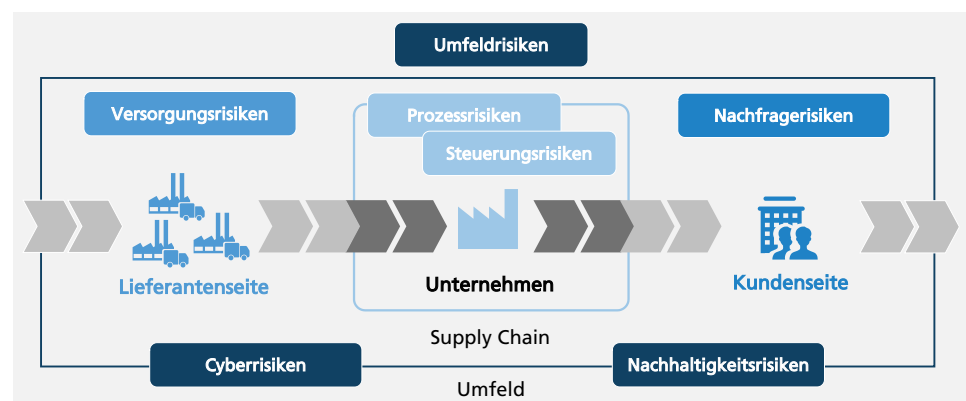 Umfeldrisiken
Versorgungsrisiken
Prozessrisiken
Nachfragerisiken
Steuerungsrisiken
Lieferantenseite
Unternehmen
Kundenseite
Supply Chain
Cyberrisiken
Nachhaltigkeitsrisiken
Umfeld